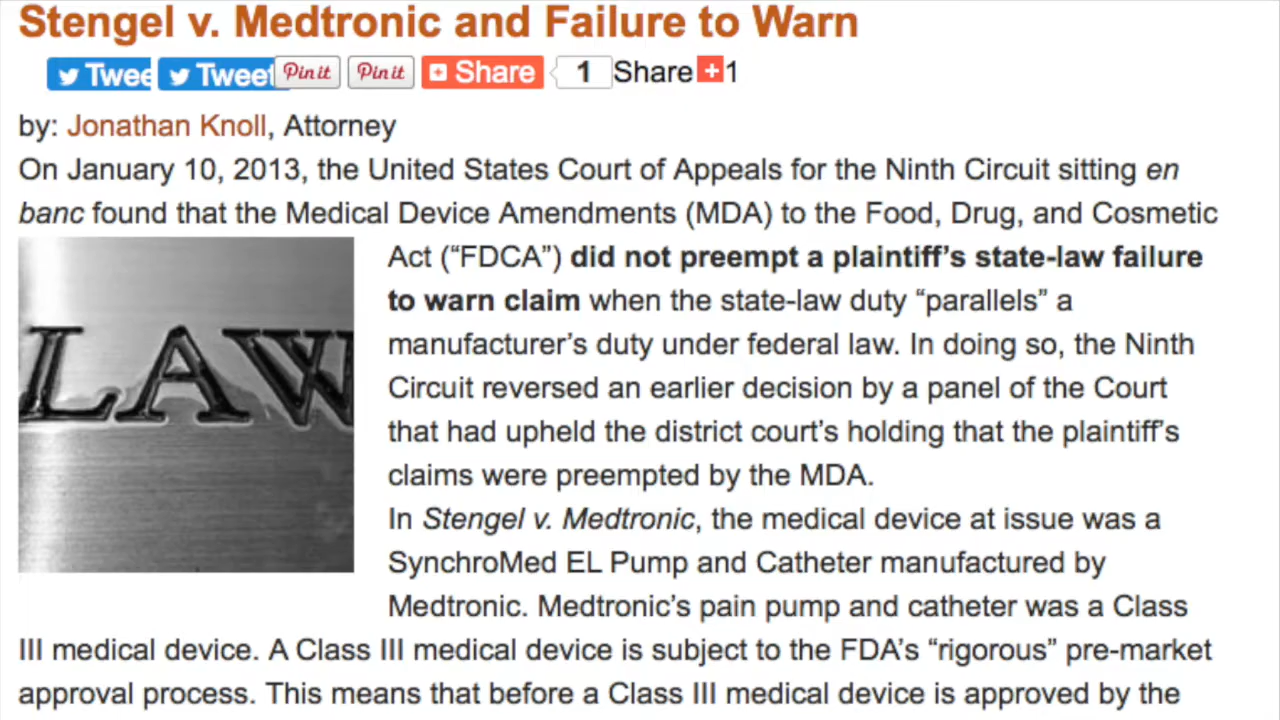 Stengel v. Medtronic and Failure to Warn
Twee Tweet Pin it Pin it Share 1 Share +1
by: Jonathan Knoll, Attorney
On January 10, 2013, the United States Court of Appeals for the Ninth Circuit sitting en
banc found that the Medical Device Amendments (MDA) to the Food, Drug, and Cosmetic
Act (“FDCA”) did not preempt a plaintiff’s state-law failure
to warn claim when the state-law duty “parallels” a
manufacturer’s duty under federal law. In doing so, the Ninth
Circuit reversed an earlier decision by a panel of the Court
that had upheld the district court’s holding that the plaintiff’s
claims were preempted by the MDA.
In Stengel v. Medtronic, the medical device at issue was a
SynchroMed EL Pump and Catheter manufactured by
Medtronic. Medtronic’s pain pump and catheter was a Class
III medical device. A Class III medical device is subject to the FDA’s “rigorous” pre-market
approval process. This means that before a Class III medical device is approved by the
LAW